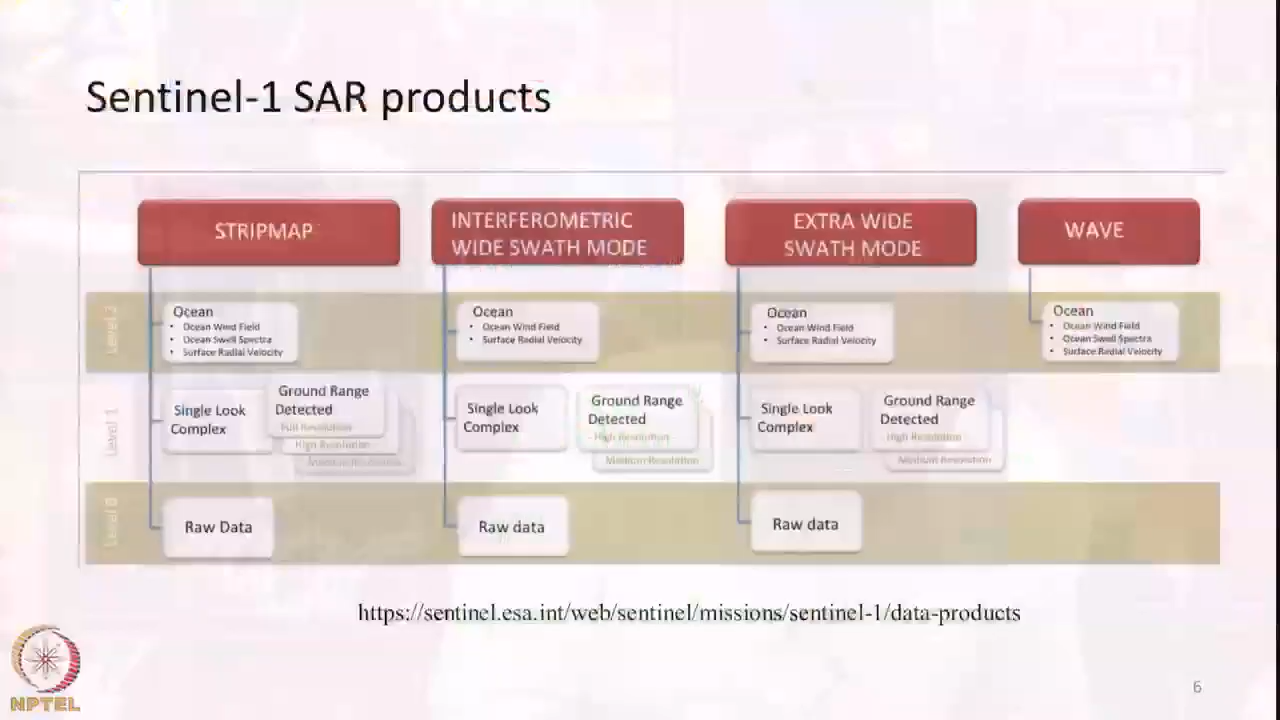 Sentinel-1 SAR products
STRIPMAP
INTERFEROMETRIC
WIDE SWATH MODE
EXTRA WIDE
SWATH MODE
WAVE
Level 2
Ocean
• Ocean Wind Field
• Ocean Swell Spectra
• Surface Radial Velocity
Ocean
• Ocean Wind Field
• Surface Radial Velocity
Ocean
• Ocean Wind Field
• Surface Radial Velocity
Ocean
• Ocean Wind Field
• Ocean Swell Spectra
• Surface Radial Velocity
Level 1
Single Look
Complex
Ground Range
Detected
- Full Resolution
- High Resolution
- Medium Resolution
Single Look
Complex
Ground Range
Detected
- High Resolution
- Medium Resolution
Single Look
Complex
Ground Range
Detected
- High Resolution
- Medium Resolution
Level 0
Raw Data
Raw data
Raw data
https://sentinel.esa.int/web/sentinel/missions/sentinel-1/data-products
NPTEL
6